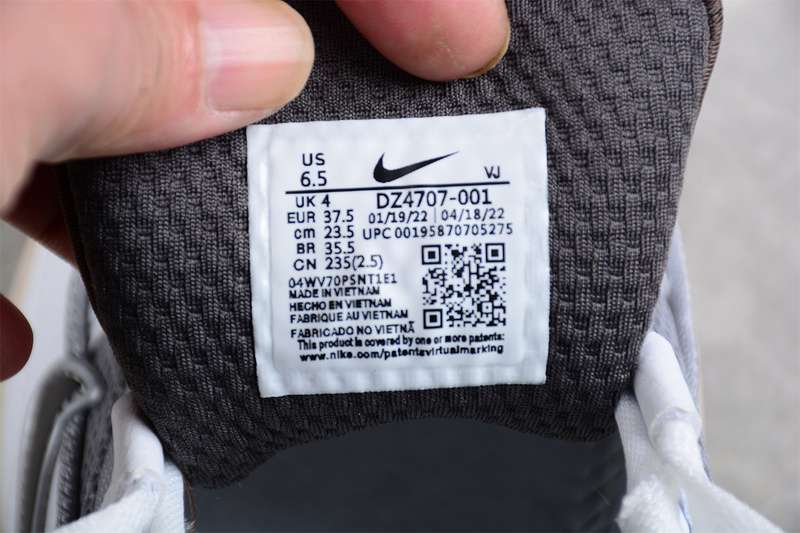 US
6.5
VJ
UK 4
DZ4707-001
EUR 37.5
01/19/22 | 04/18/22
cm 23.5
UPC 00195870705275
BR 35.5
CN 235(2.5)
04WV70PSNT1E1
MADE IN VIETNAM
HECHO EN VIETNAM
FABRIQUE AU VIETNAM
FABRICADO NO VIETNÃ
This product is covered by one or more patents:
www.nike.com/patentsvirtualmarking